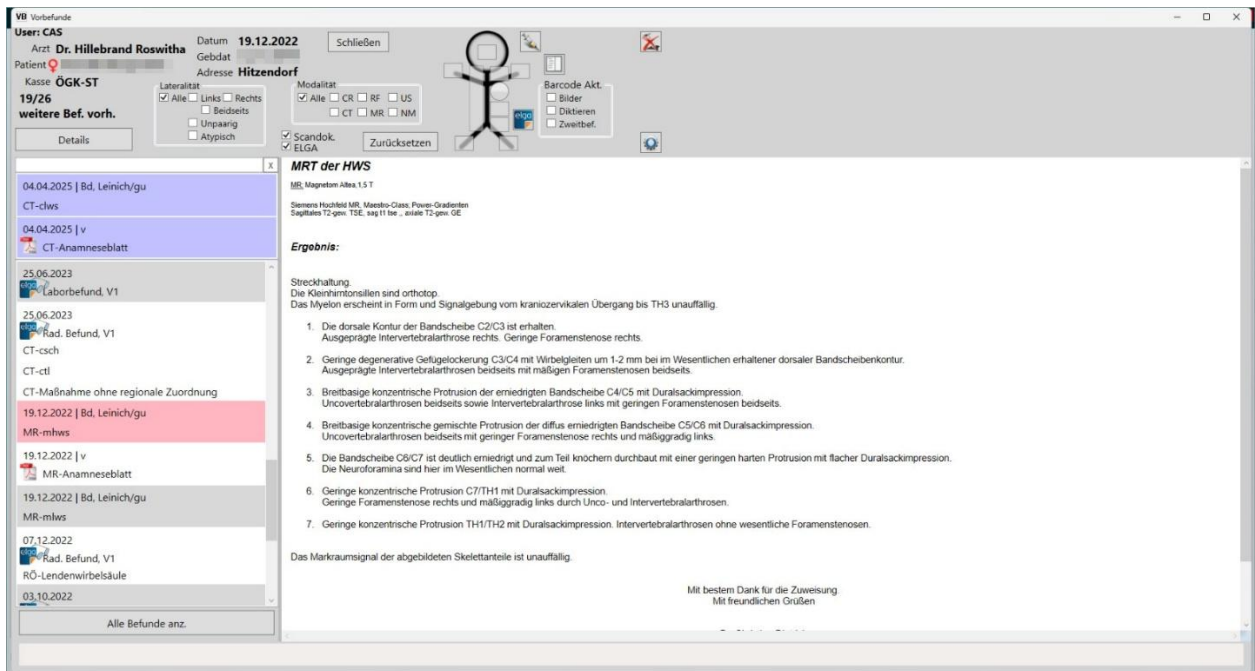 VB Vorbefunde
User: CAS
Arzt Dr. Hillebrand Roswitha
Patient
Kasse ÖGK-ST
19/26
weitere Bef. vorh.
Details
Datum 19.12.2022
Gebdat
Adresse Hitzendorf
Schließen
Lateralität
Alle Links Rechts
Beidseits
Unpaarig
Atypisch
Modalität
Alle CR RF US
CT MR NM
Scandok.
ELGA
Zurücksetzen
elga
Barcode Akt.
Bilder
Diktieren
Zweitbef.
X
04.04.2025 | Bd, Leinich/gu
CT-clws
04.04.2025 | v
CT-Anamneseblatt
25.06.2023
elga Laborbefund, V1
25.06.2023
elga Rad. Befund, V1
CT-csch
CT-ctl
CT-Maßnahme ohne regionale Zuordnung
19.12.2022 | Bd, Leinich/gu
MR-mhws
19.12.2022 | v
MR-Anamneseblatt
19.12.2022 | Bd, Leinich/gu
MR-mlws
07.12.2022
elga Rad. Befund, V1
RÖ-Lendenwirbelsäule
03.10.2022
Alle Befunde anz.
MRT der HWS
MR: Magnetom Altea,1,5 T
Siemens Hochfeld MR, Maestro-Class, Power-Gradienten
Sagittales T2-gew. TSE, sag t1 tse ., axiale T2-gew. GE
Ergebnis:
Streckhaltung.
Die Kleinhirntonsillen sind orthotop.
Das Myelon erscheint in Form und Signalgebung vom kraniozervikalen Übergang bis TH3 unauffällig.
1. Die dorsale Kontur der Bandscheibe C2/C3 ist erhalten.
Ausgeprägte Intervertebralarthrose rechts. Geringe Foramenstenose rechts.
2. Geringe degenerative Gefügelockerung C3/C4 mit Wirbelgleiten um 1-2 mm bei im Wesentlichen erhaltener dorsaler Bandscheibenkontur.
Ausgeprägte Intervertebralarthrosen beidseits mit mäßigen Foramenstenosen beidseits.
3. Breitbasige konzentrische Protrusion der erniedrigten Bandscheibe C4/C5 mit Duralsackimpression.
Uncovertebralarthrosen beidseits sowie Intervertebralarthrose links mit geringen Foramenstenosen beidseits.
4. Breitbasige konzentrische gemischte Protrusion der diffus erniedrigten Bandscheibe C5/C6 mit Duralsackimpression.
Uncovertebralarthrosen beidseits mit geringer Foramenstenose rechts und mäßiggradig links.
5. Die Bandscheibe C6/C7 ist deutlich erniedrigt und zum Teil knöchern durchbaut mit einer geringen harten Protrusion mit flacher Duralsackimpression.
Die Neuroforamina sind hier im Wesentlichen normal weit.
6. Geringe konzentrische Protrusion C7/TH1 mit Duralsackimpression.
Geringe Foramenstenose rechts und mäßiggradig links durch Unco- und Intervertebralarthrosen.
7. Geringe konzentrische Protrusion TH1/TH2 mit Duralsackimpression. Intervertebralarthrosen ohne wesentliche Foramenstenosen.
Das Markraumsignal der abgebildeten Skelettanteile ist unauffällig.
Mit bestem Dank für die Zuweisung.
Mit freundlichen Grüßen